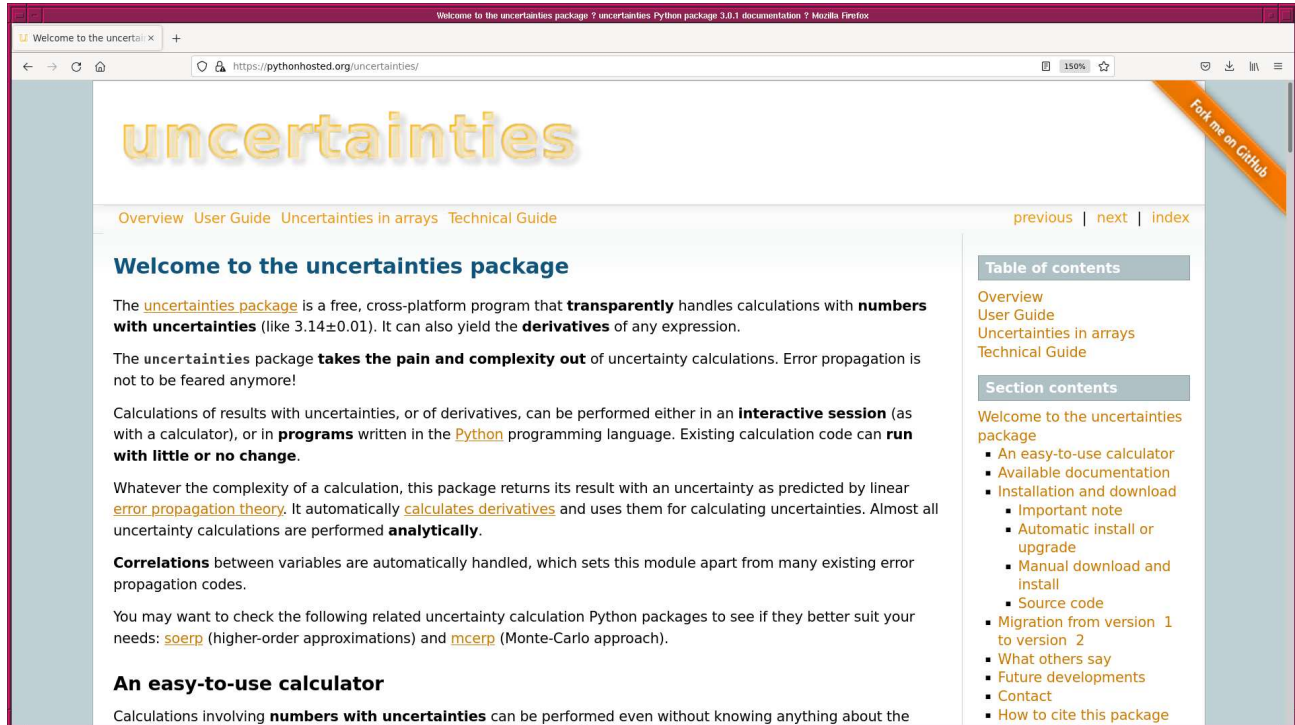 Welcome to the uncertainties package ? uncertainties Python package 3.0.1 documentation ? Mozilla Firefox
Welcome to the uncertai
https://pythonhosted.org/uncertainties/
150%
Fork me on GitHub
uncertainties
Overview User Guide Uncertainties in arrays Technical Guide
previous | next | index
Welcome to the uncertainties package
The uncertainties package is a free, cross-platform program that transparently handles calculations with numbers
with uncertainties (like 3.14±0.01). It can also yield the derivatives of any expression.
The uncertainties package takes the pain and complexity out of uncertainty calculations. Error propagation is
not to be feared anymore!
Calculations of results with uncertainties, or of derivatives, can be performed either in an interactive session (as
with a calculator), or in programs written in the Python programming language. Existing calculation code can run
with little or no change.
Whatever the complexity of a calculation, this package returns its result with an uncertainty as predicted by linear
error propagation theory. It automatically calculates derivatives and uses them for calculating uncertainties. Almost all
uncertainty calculations are performed analytically.
Correlations between variables are automatically handled, which sets this module apart from many existing error
propagation codes.
You may want to check the following related uncertainty calculation Python packages to see if they better suit your
needs: soerp (higher-order approximations) and mcerp (Monte-Carlo approach).
An easy-to-use calculator
Calculations involving numbers with uncertainties can be performed even without knowing anything about the
Table of contents
Overview
User Guide
Uncertainties in arrays
Technical Guide
Section contents
Welcome to the uncertainties
package
An easy-to-use calculator
Available documentation
Installation and download
Important note
Automatic install or
upgrade
Manual download and
install
Source code
Migration from version 1
to version 2
What others say
Future developments
Contact
How to cite this package